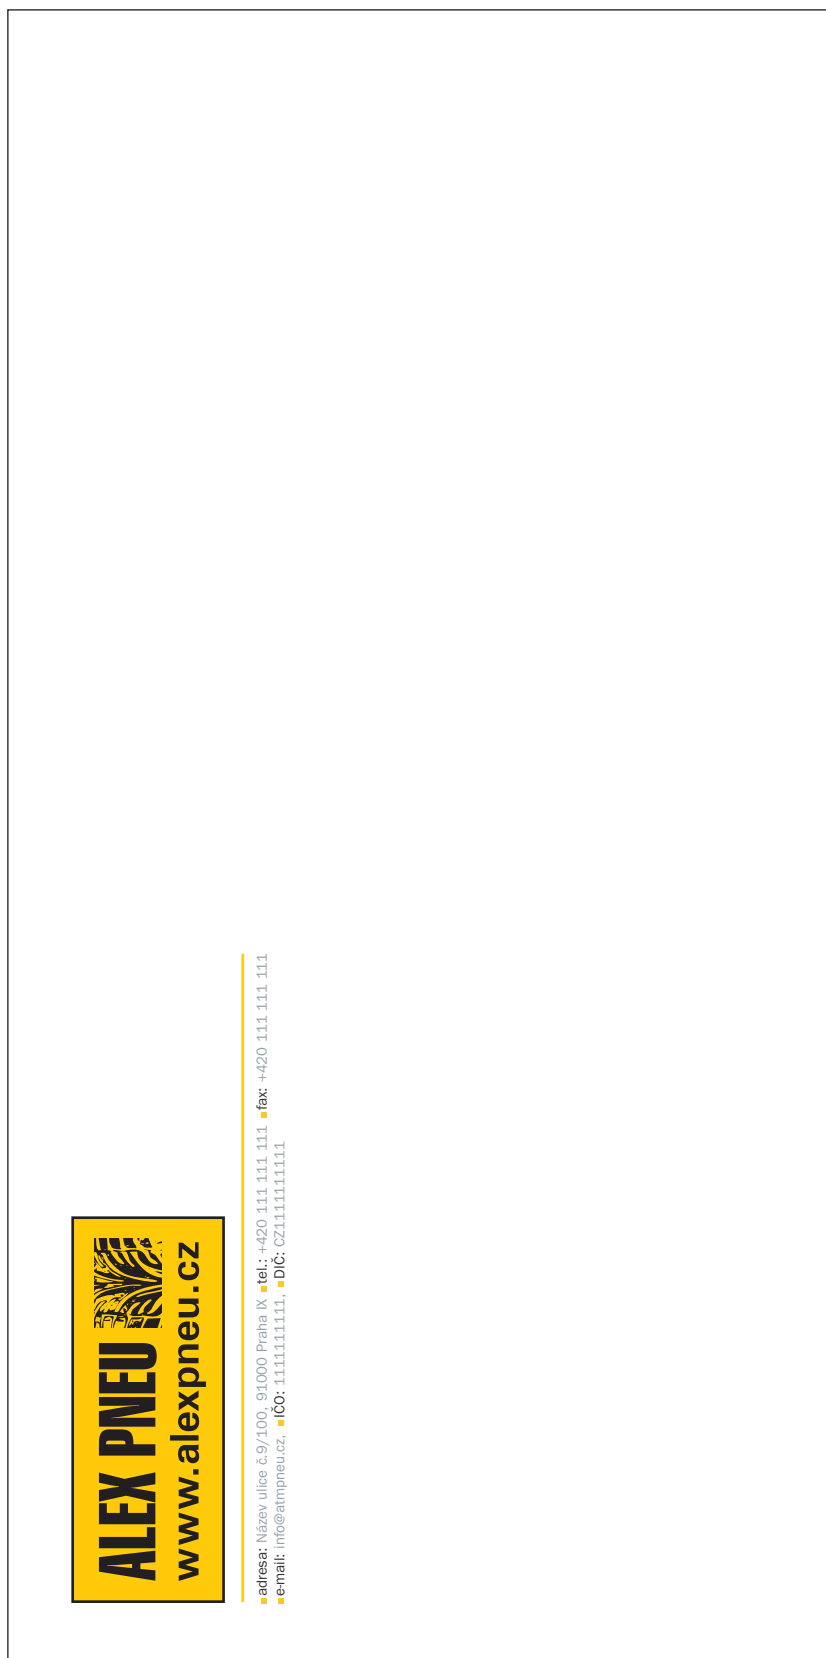 ALEX PNEU
www.alexpneu.cz
adresa: Název ulice č.9/100, 91000 Praha IX tel.: +420 111 111 111 fax: +420 111 111 111
e-mail: info@atmpneu.cz, IČO: 1111111111, DIČ: CZ1111111111